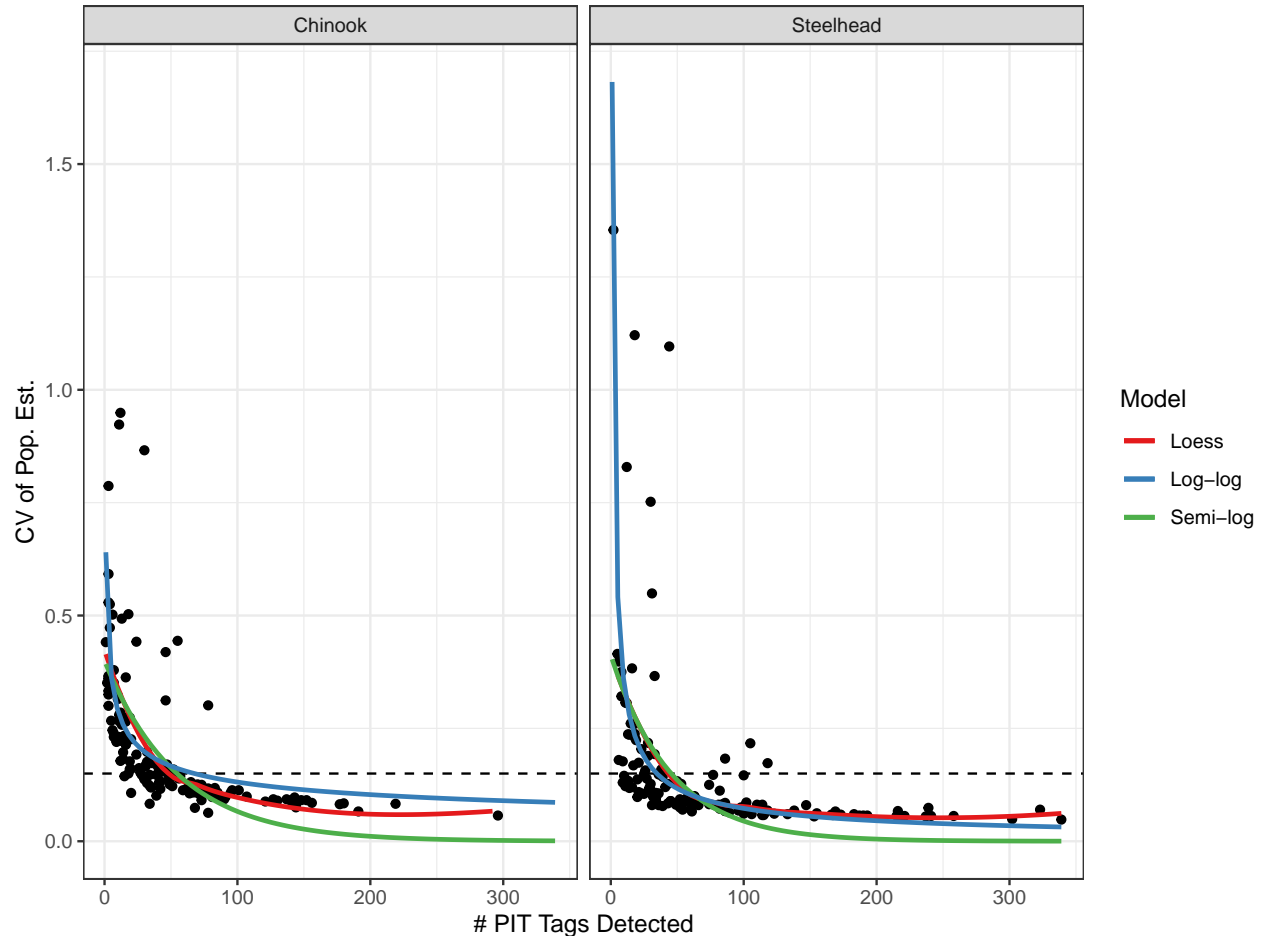 Chinook
Steelhead
CV of Pop. Est.
1.5
1.0
0.5
0.0
0
100
200
300
0
100
200
300
# PIT Tags Detected
Model
Loess
Log−log
Semi−log